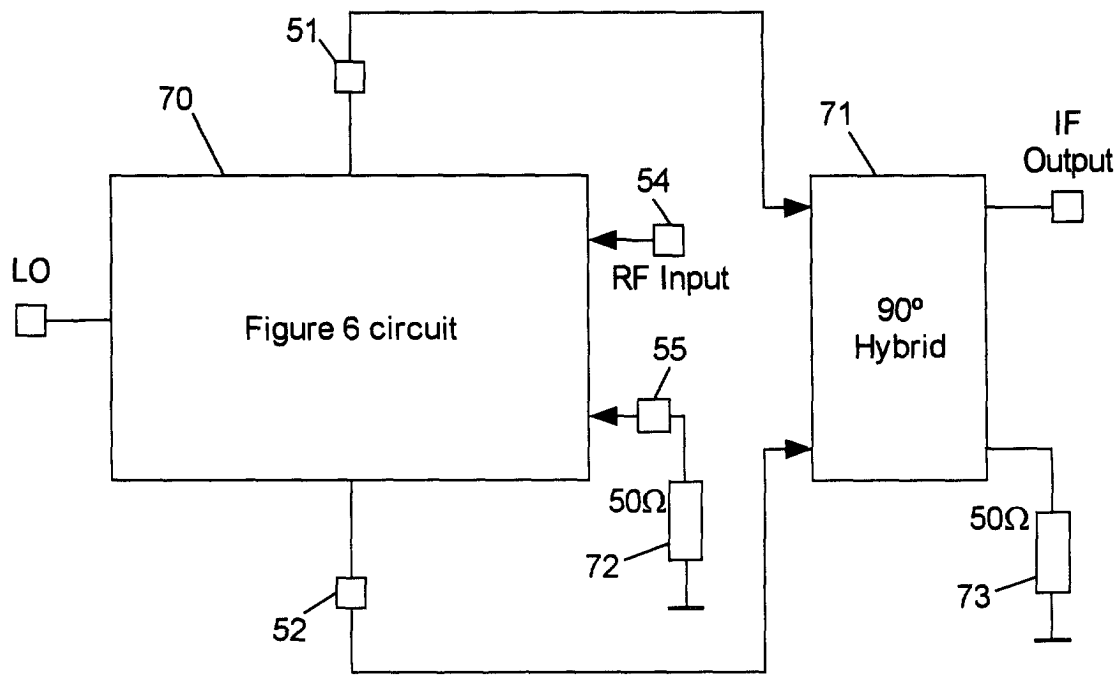 51
70
71
IF
Output
54
LO
RF Input
Figure 6 circuit
90º
Hybrid
55
50Ω
72
50Ω
73
52